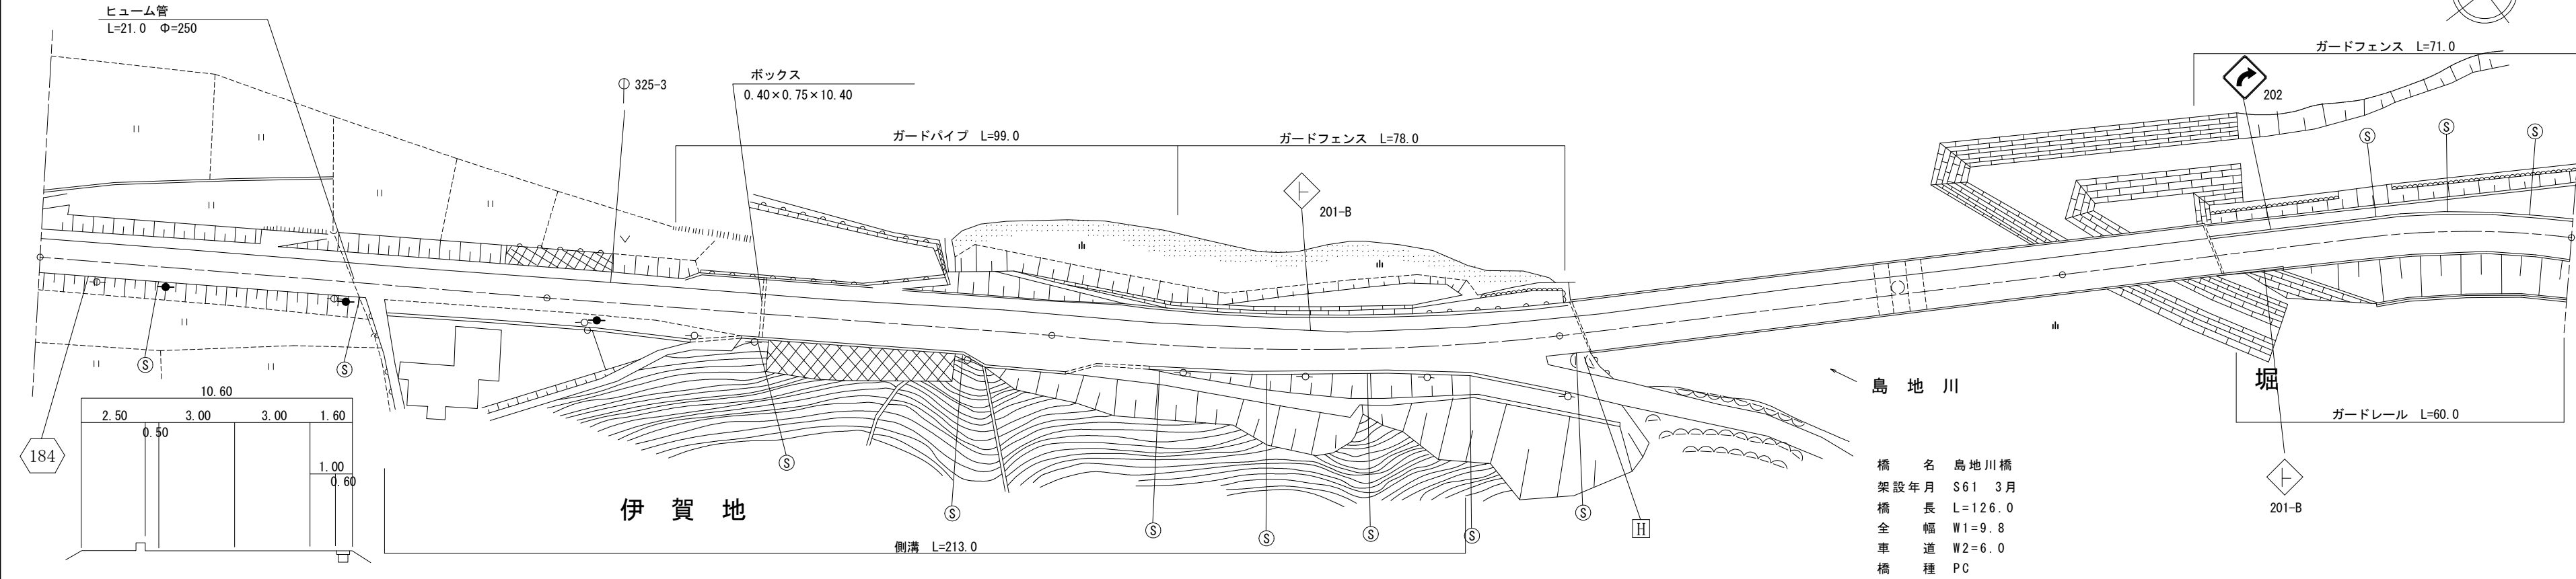 ヒューム管
L=21.0 Φ=250
325-3
ボックス
0.40×0.75×10.40
ガードパイプ L=99.0
ガードフェンス L=78.0
201-B
ガードフェンス L=71.0
202
S
S
S
S
S
10.60
2.50
3.00
3.00
1.60
0.50
1.00
0.60
184
伊賀地
S
S
S
S
S
S
S
S
H
側溝 L=213.0
島地川
堀
ガードレール L=60.0
201-B
橋名 島地川橋
架設年月 S61 3月
橋長 L=126.0
全幅 W1=9.8
車道 W2=6.0
橋種 PC